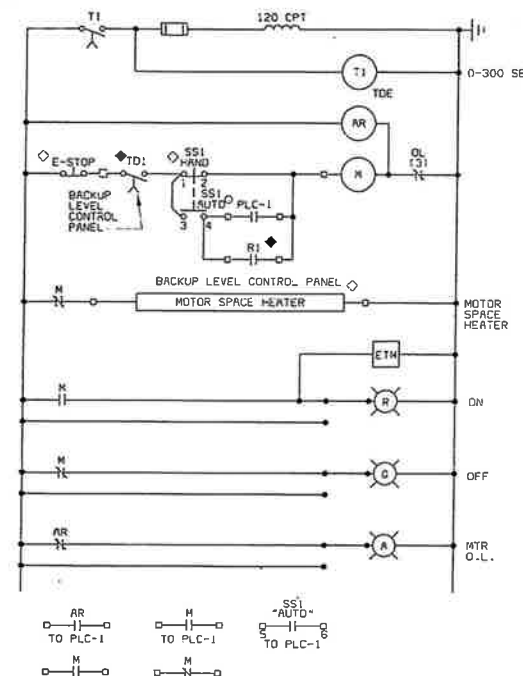 T1
120 CPT
T1
TDE
0-300 SE
AR
E-STOP
TD1
SS1
HAND
1 2
M
OL
(3)
BACKUP
LEVEL
CONTROL
PANEL
SS1
AUTO
PLC-1
3 4
R1
BACKUP LEVEL CONTROL PANEL
M
MOTOR SPACE HEATER
MOTOR
SPACE
HEATER
ETM
M
R
ON
M
G
OFF
AR
A
MTR
O.L.
AR
TO PLC-1
M
TO PLC-1
SS1
"AUTO"
5 6
TO PLC-1
M
M